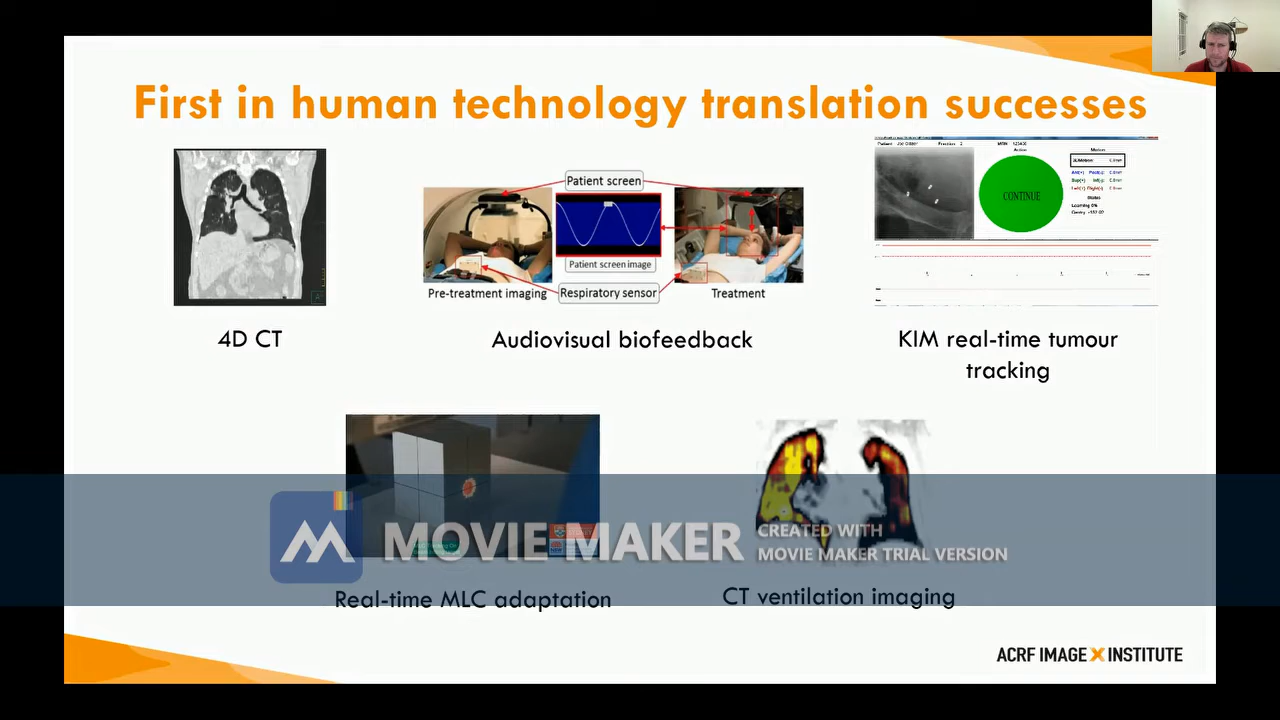 First in human technology translation successes
Patient screen
Patient screen image
Pre-treatment imaging
Respiratory sensor
Treatment
CONTINUE
4D CT
Audiovisual biofeedback
KIM real-time tumour
tracking
MOVIE MAKER
CREATED WITH
MOVIE MAKER TRIAL VERSION
Real-time MLC adaptation
CT ventilation imaging
ACRF IMAGE X INSTITUTE